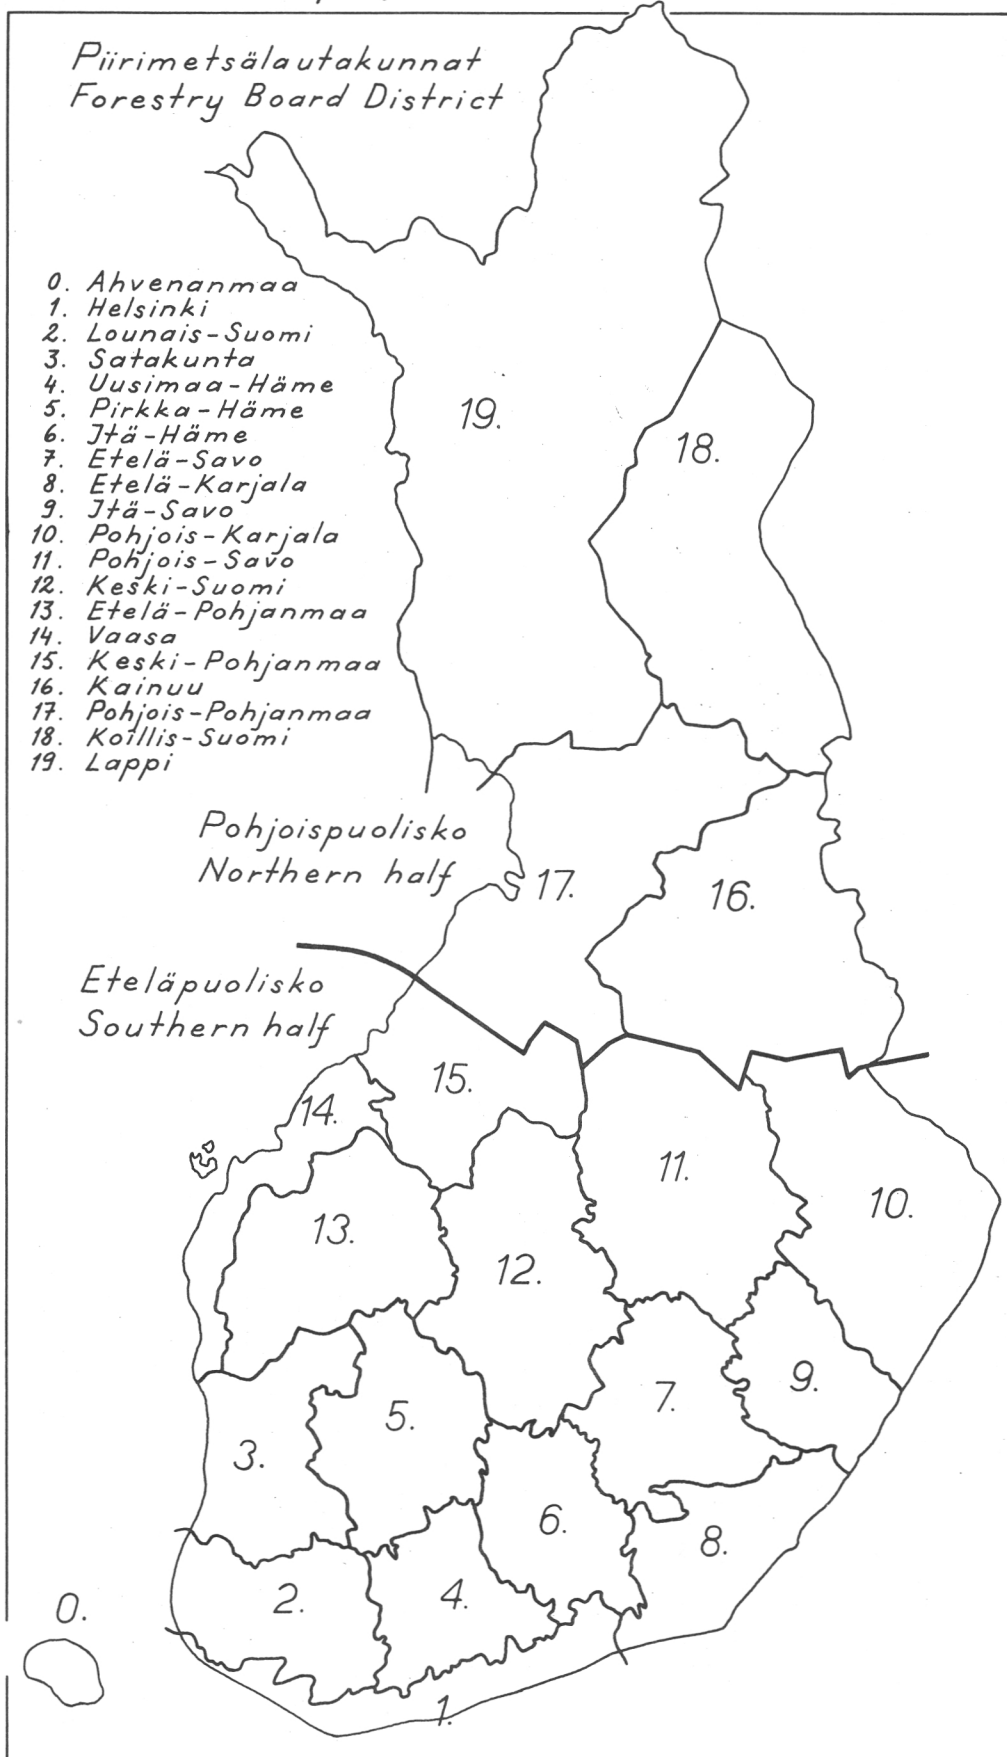 Piirimetsälautakunnat
Forestry Board District
0. Ahvenanmaa
1. Helsinki
2. Lounais-Suomi
3. Satakunta
4. Uusimaa-Häme
5. Pirkka-Häme
6. Itä-Häme
7. Etelä-Savo
8. Etelä-Karjala
9. Itä-Savo
10. Pohjois-Karjala
11. Pohjois-Savo
12. Keski-Suomi
13. Etelä-Pohjanmaa
14. Vaasa
15. Keski-Pohjanmaa
16. Kainuu
17. Pohjois-Pohjanmaa
18. Koillis-Suomi
19. Lappi
19.
18.
Pohjoispuolisko
Northern half
17.
16.
Eteläpuolisko
Southern half
15.
14.
11.
10.
13.
12.
9.
7.
5.
3.
6.
8.
2.
4.
0.
1.